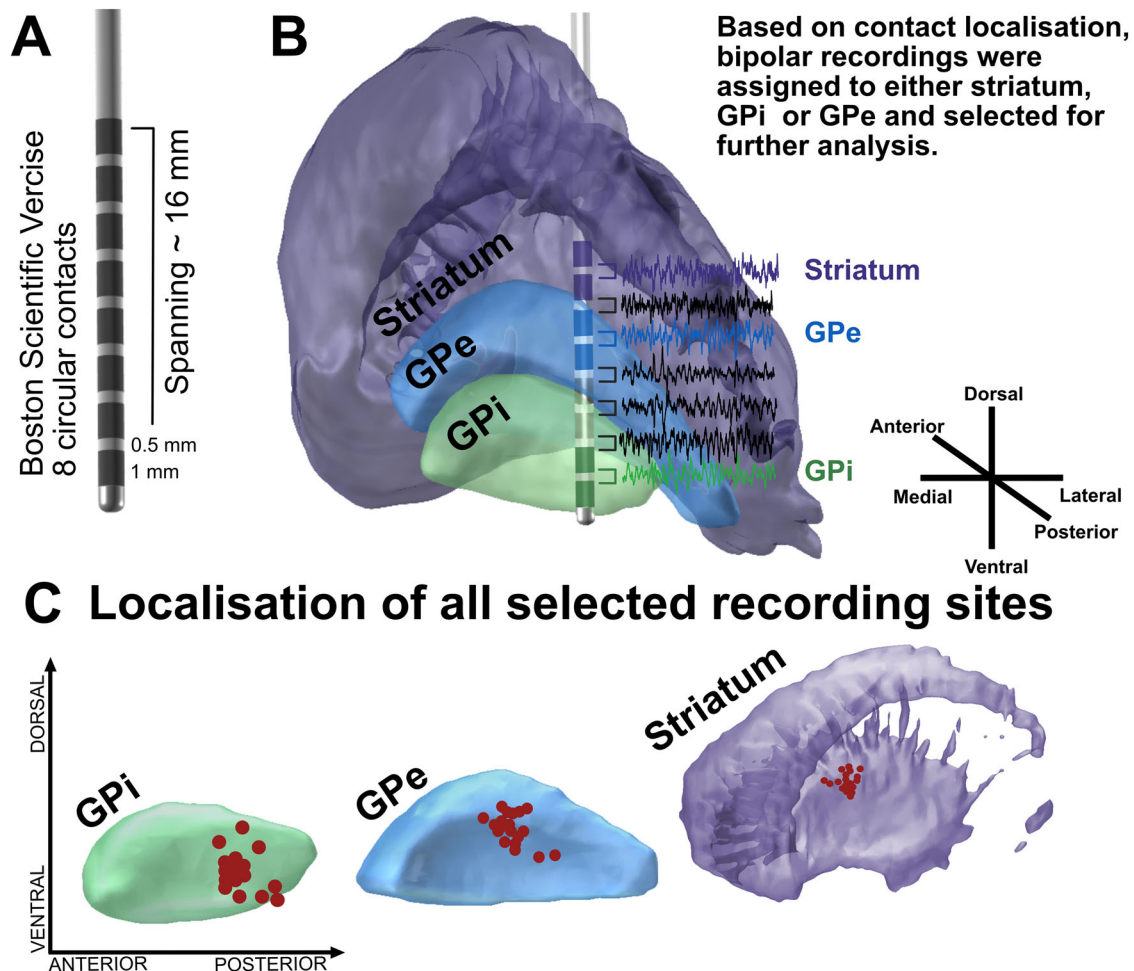 A
Boston Scientific Vercise
8 circular contacts
Spanning ~ 16 mm
0.5 mm
1 mm
B
Based on contact localisation,
bipolar recordings were
assigned to either striatum,
GPi or GPe and selected for
further analysis.
Striatum
GPe
GPi
Striatum
GPe
GPi
Dorsal
Anterior
Medial
Lateral
Posterior
Ventral
C Localisation of all selected recording sites
DORSAL
VENTRAL
ANTERIOR
POSTERIOR
GPi
GPe
Striatum